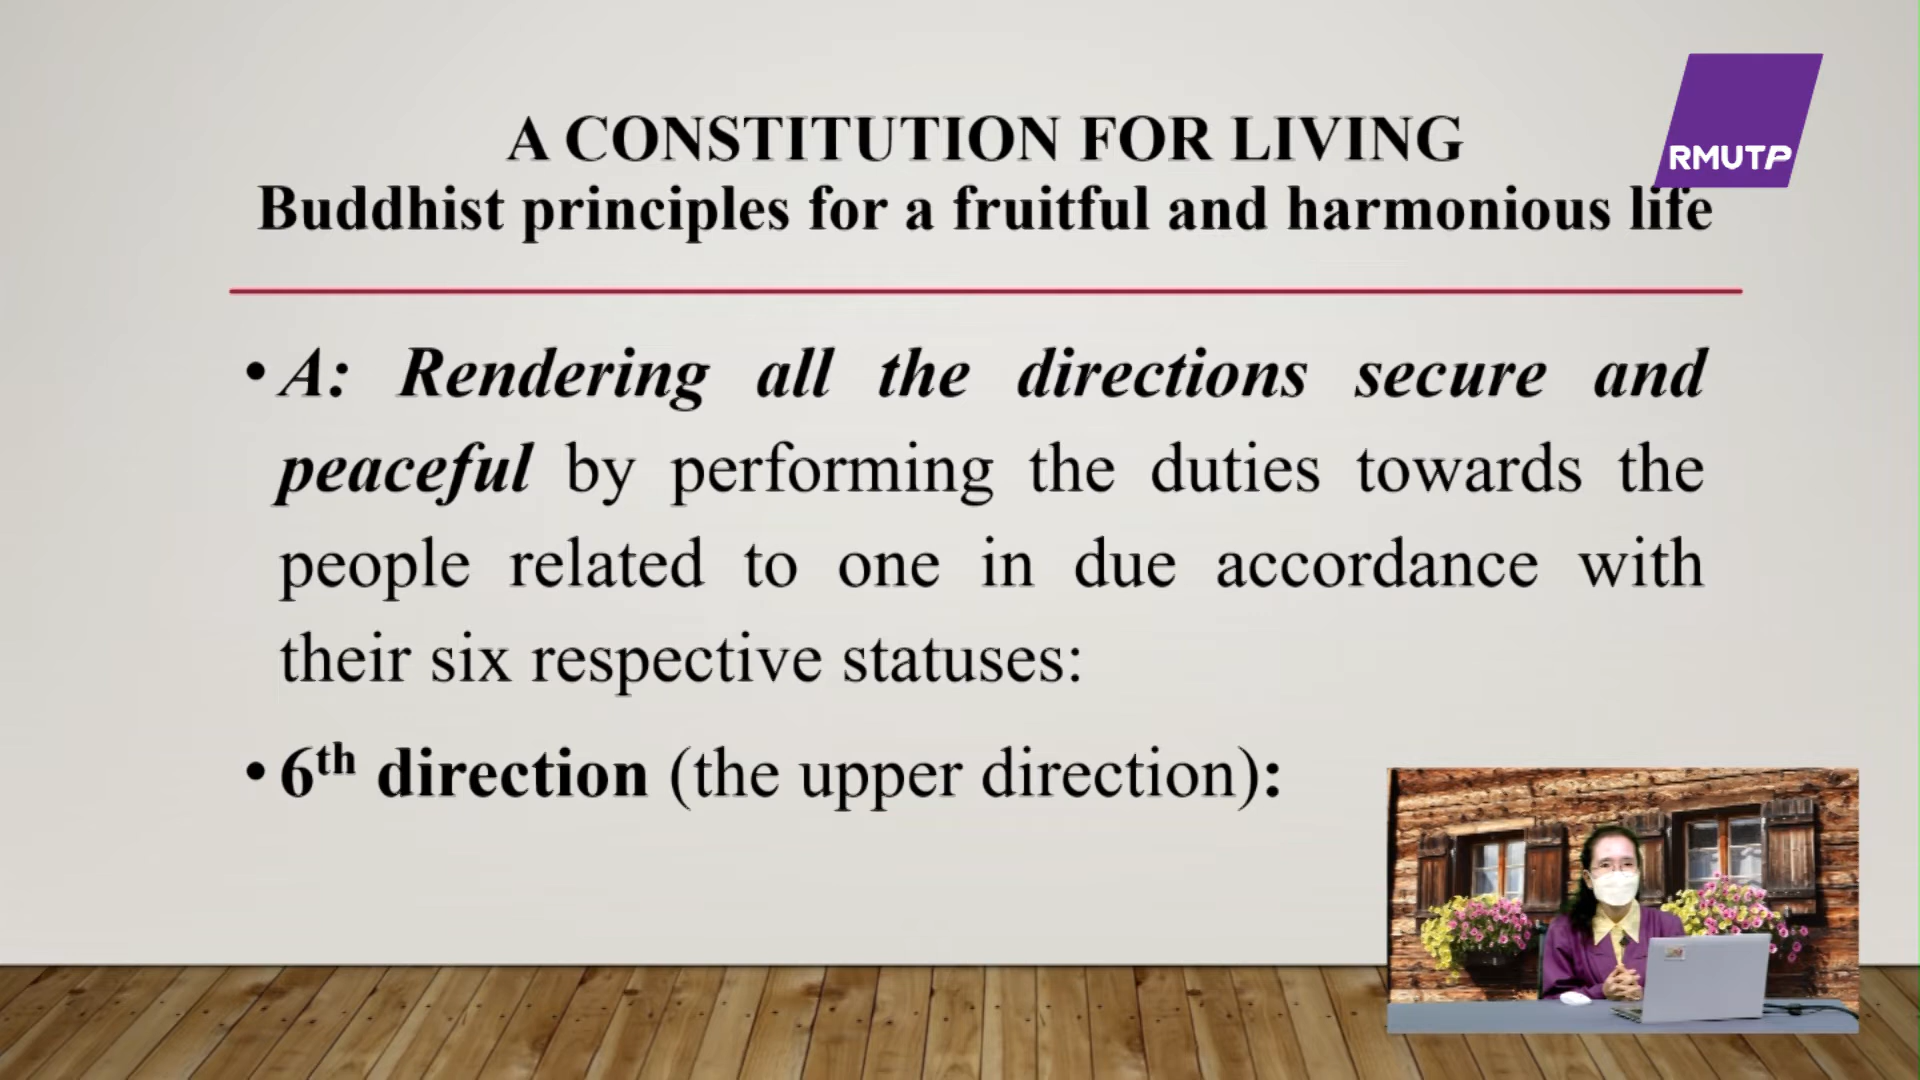 A CONSTITUTION FOR LIVING
RMUTP
Buddhist principles for a fruitful and harmonious life
• A: Rendering all the directions secure and
peaceful by performing the duties towards the
people related to one in due accordance with
their six respective statuses:
• 6th direction (the upper direction):